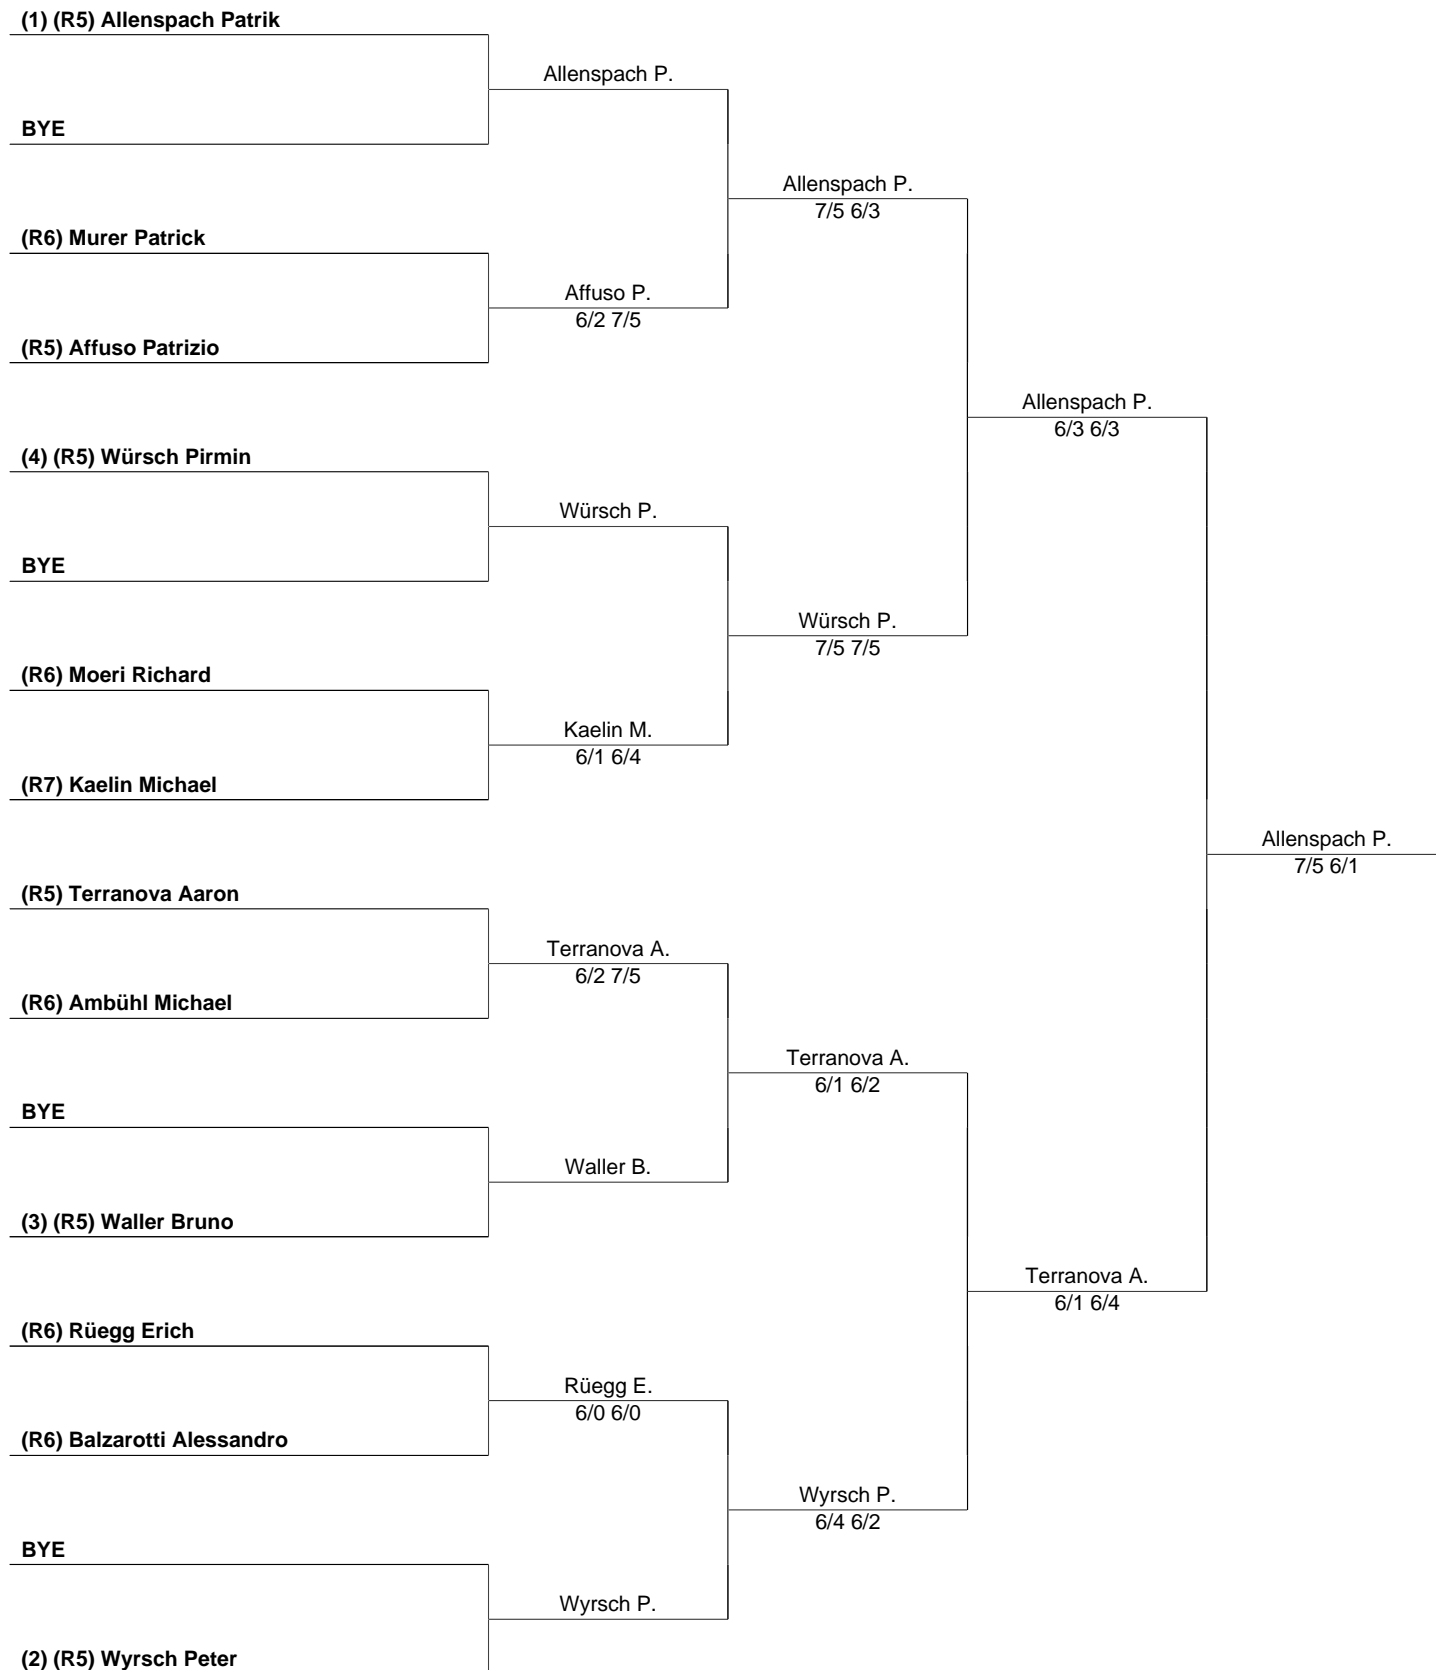 (1) (R5) Allenspach Patrik
Allenspach P.
BYE
Allenspach P.
7/5 6/3
(R6) Murer Patrick
Affuso P.
6/2 7/5
(R5) Affuso Patrizio
Allenspach P.
6/3 6/3
(4) (R5) Würsch Pirmin
Würsch P.
BYE
Würsch P.
7/5 7/5
(R6) Moeri Richard
Kaelin M.
6/1 6/4
(R7) Kaelin Michael
Allenspach P.
7/5 6/1
(R5) Terranova Aaron
Terranova A.
6/2 7/5
(R6) Ambühl Michael
Terranova A.
6/1 6/2
BYE
Waller B.
(3) (R5) Waller Bruno
Terranova A.
6/1 6/4
(R6) Rüegg Erich
Rüegg E.
6/0 6/0
(R6) Balzarotti Alessandro
Wyrsch P.
6/4 6/2
BYE
Wyrsch P.
(2) (R5) Wyrsch Peter